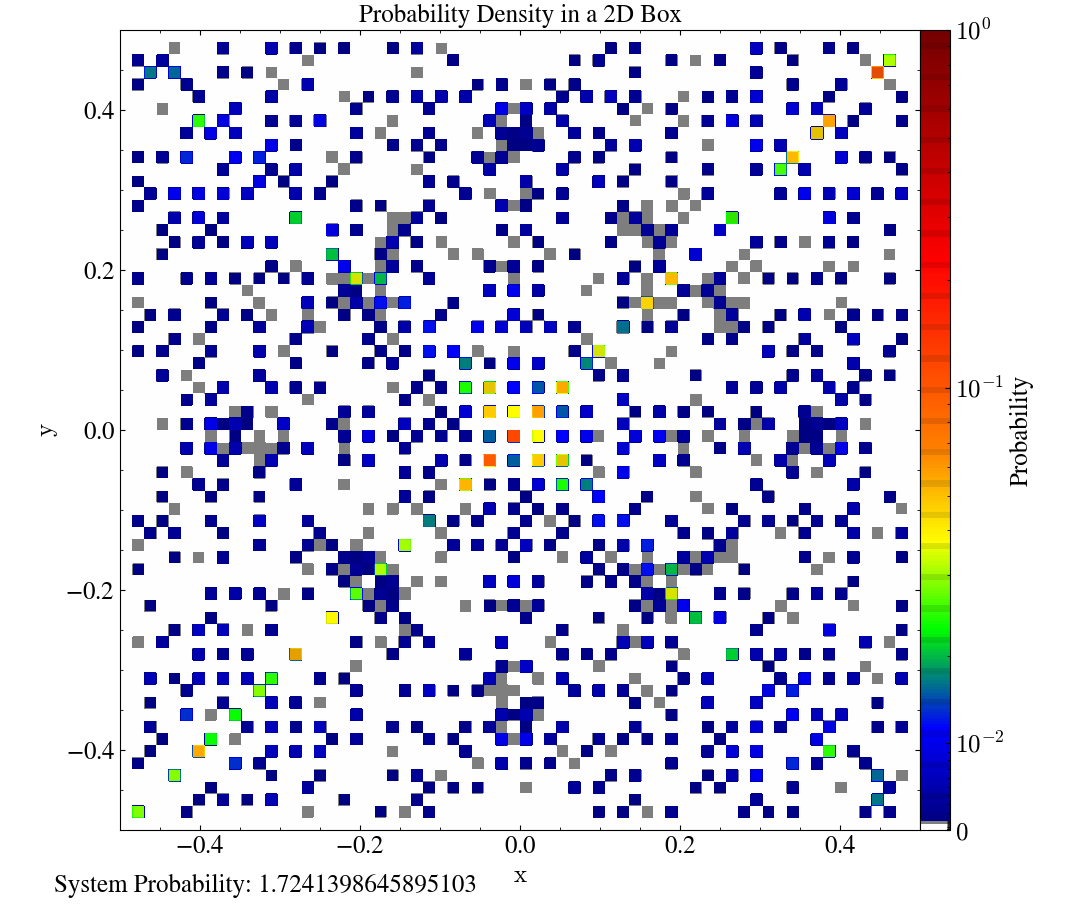 Probability Density in a 2D Box
10^0
10^-1
10^-2
0
Probability
0.4
0.2
0.0
−0.2
−0.4
y
−0.4 −0.2 0.0 0.2 0.4
x
System Probability: 1.7241398645895103